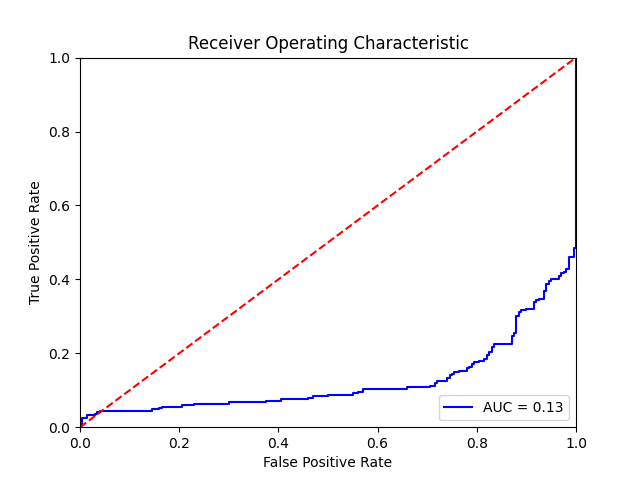 Receiver Operating Characteristic
1.0
0.8
0.6
0.4
0.2
0.0
True Positive Rate
AUC = 0.13
0.0 0.2 0.4 0.6 0.8 1.0
False Positive Rate